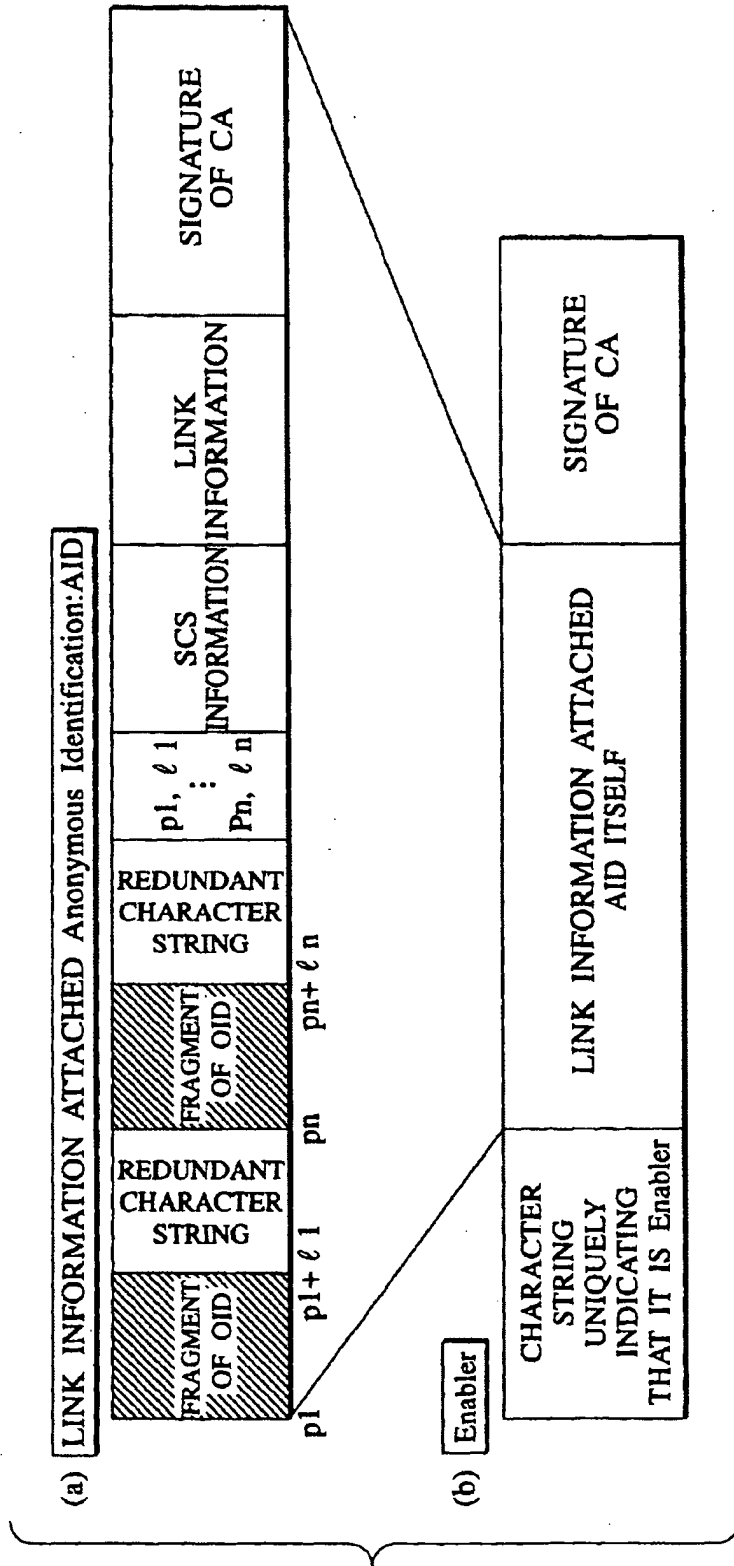 (a) LINK INFORMATION ATTACHED Anonymous Identification:AID
FRAGMENT
OF OID
REDUNDANT
CHARACTER
STRING
FRAGMENT
OF OID
REDUNDANT
CHARACTER
STRING
p1, ℓ 1
⋮
Pn, ℓ n
SCS
INFORMATION
LINK
INFORMATION
SIGNATURE
OF CA
p1
p1+ ℓ 1
pn
pn+ ℓ n
(b) Enabler
CHARACTER
STRING
UNIQUELY
INDICATING
THAT IT IS Enabler
LINK INFORMATION ATTACHED
AID ITSELF
SIGNATURE
OF CA